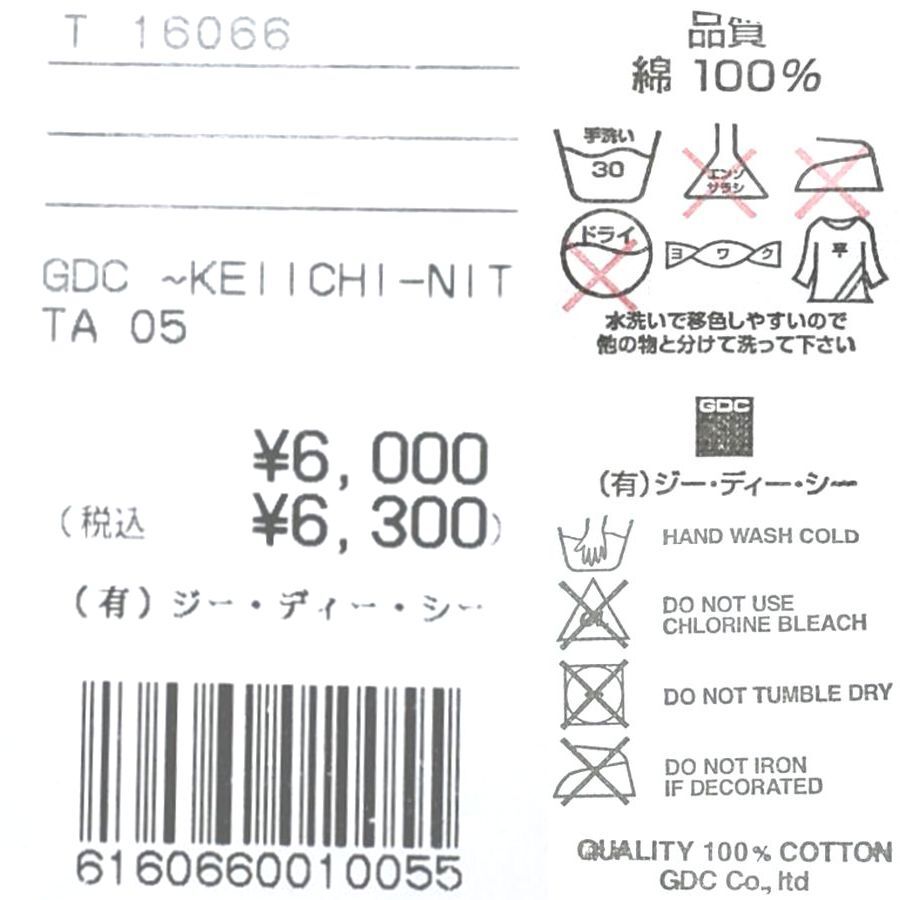 T 16066
GDC ~KEIICHI-NIT
TA 05
¥6,000
(税込 ¥6,300)
(有)ジー・ディー・シー
6160660010055
品質
綿 100%
手洗い
30
エンソ
サラシ
ドライ
ヨワク
平
水洗いで移色しやすいので
他の物と分けて洗って下さい
GDC
(有)ジー・ディー・シー
HAND WASH COLD
DO NOT USE
CHLORINE BLEACH
DO NOT TUMBLE DRY
DO NOT IRON
IF DECORATED
QUALITY 100% COTTON
GDC Co., ltd